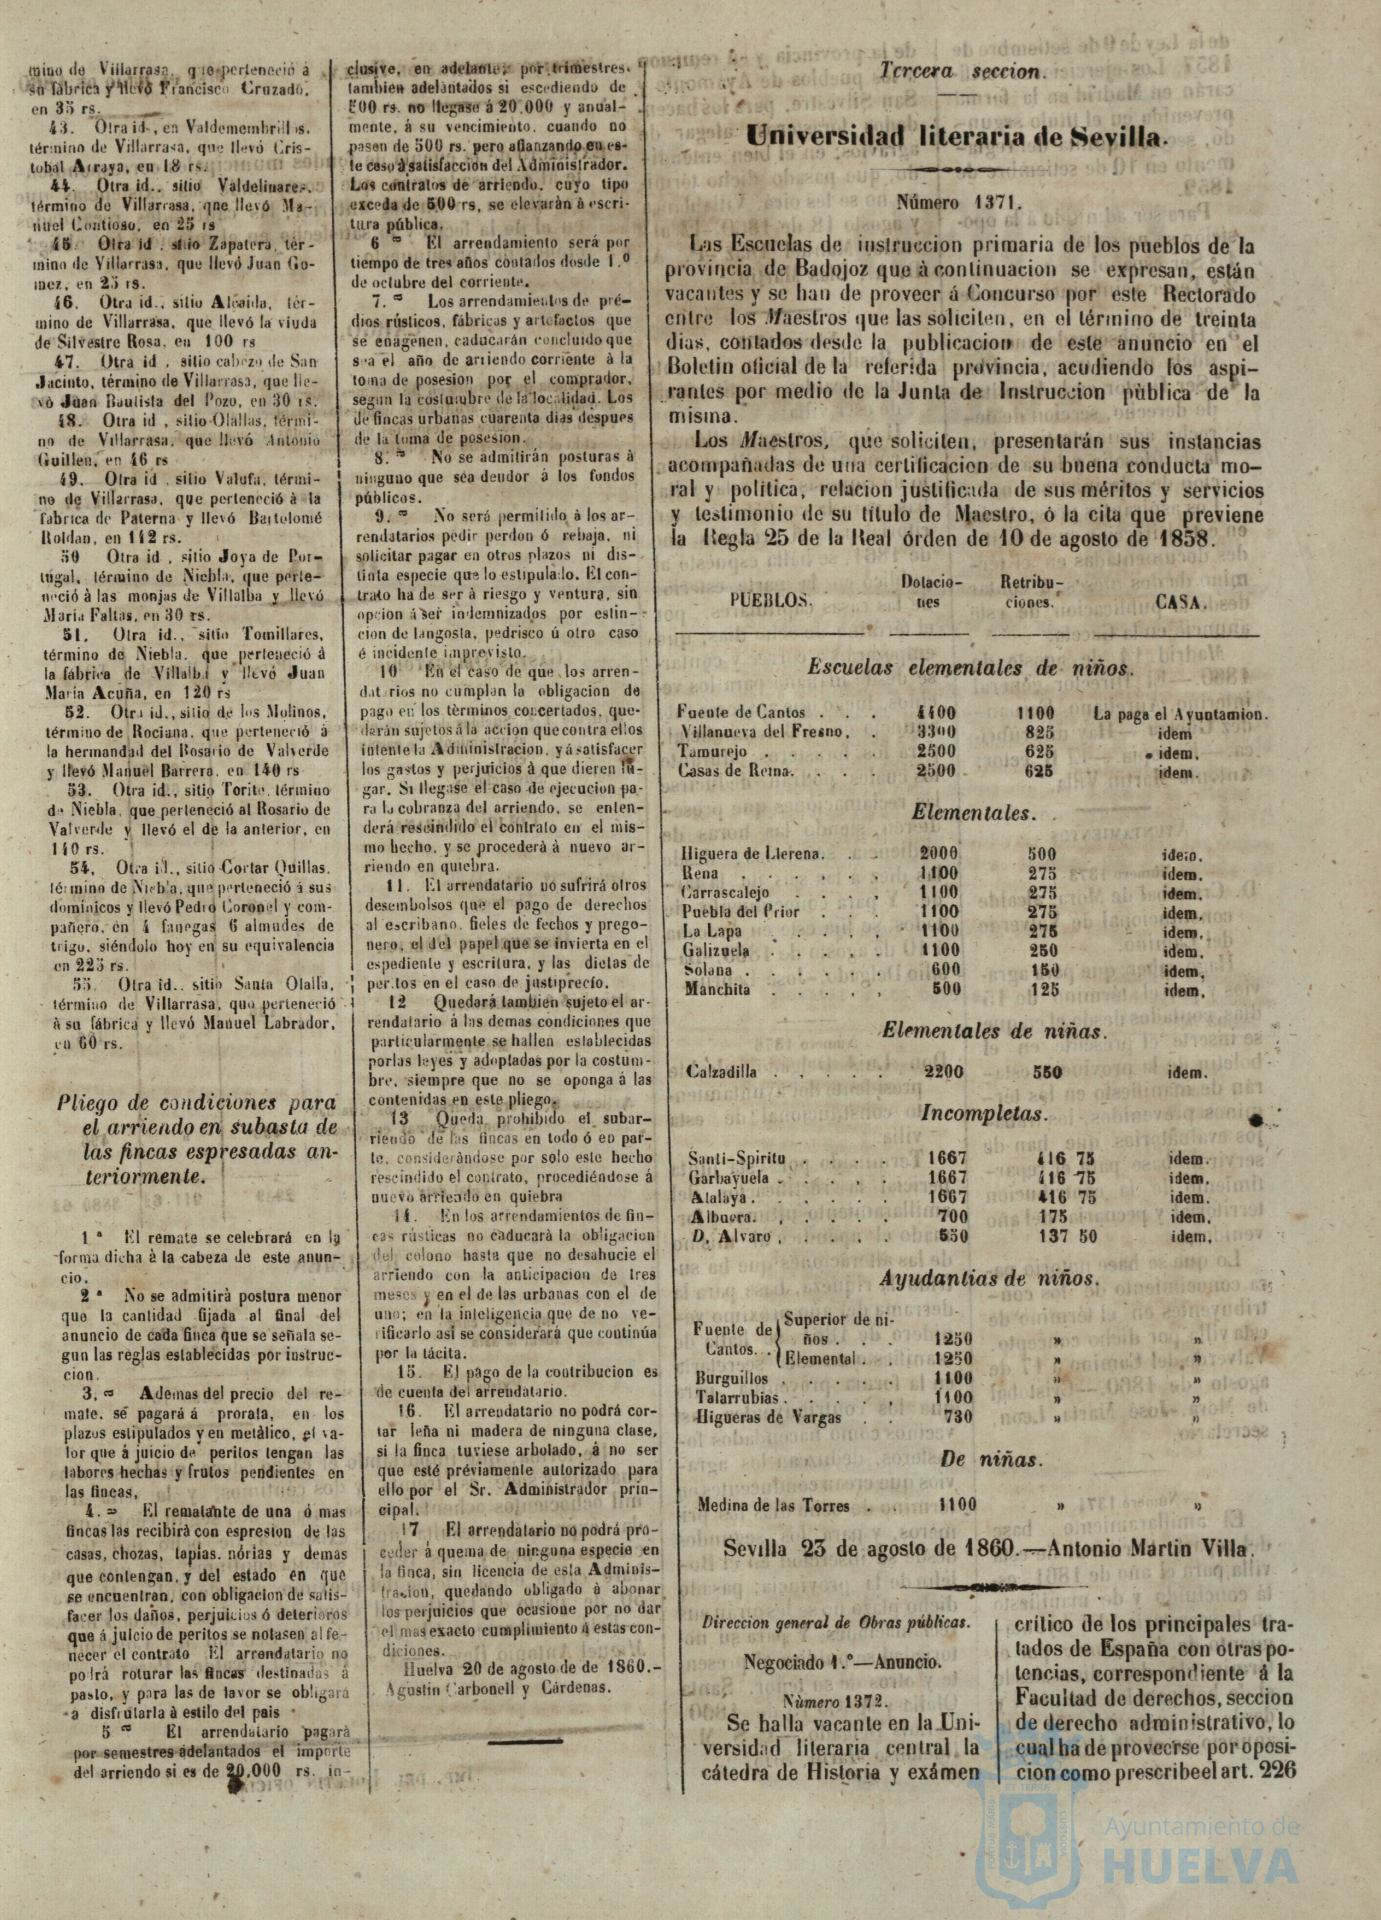 mino de Villarrasa, que perteneció á
su fábrica y llevó Francisco Cruzado,
en 35 rs.
43. Otra id., en Valdemembrillos,
término de Villarrasa, que llevó Cris-
tobal Arraya, en 18 rs.
44. Otra id., sitio Valdelinares,
término de Villarrasa, que llevó Ma-
nuel Contioso, en 25 rs
45. Otra id , sitio Zapatera, tér-
mino de Villarrasa, que llevó Juan Go-
mez, en 25 rs.
46. Otra id., sitio Alcaida, tér-
mino de Villarrasa, que llevó la viuda
de Silvestre Rosa, en 100 rs
47. Otra id , sitio cabezo de San
Jacinto, término de Villarrasa, que lle-
vó Juan Bautista del Pozo, en 30 rs.
48. Otra id , sitio Olallas, térmi-
no de Villarrasa, que llevó Antonio
Guillen, en 46 rs
49. Otra id , sitio Valufa, térmi-
no de Villarrasa, que perteneció á la
fabrica de Paterna y llevó Bartolomé
Roldan, en 112 rs.
50 Otra id , sitio Joya de Por-
tugal, término de Niebla, que perte-
neció à las monjas de Villalba y llevó
María Faltas, en 30 rs.
51. Otra id., sitio Tomillares,
término de Niebla, que perteneció à
la fábrica de Villalba y llevó Juan
María Acuña, en 120 rs
52. Otra id., sitio de los Molinos,
término de Rociana, que perteneció à
la hermandad del Rosario de Valverde
y llevó Manuel Barrera, en 140 rs
53. Otra id., sitio Torite, término
de Niebla, que perteneció al Rosario de
Valverde y llevó el de la anterior, en
140 rs.
54, Otra id., sitio Cortar Quillas,
término de Niebla, que perteneció á sus
dominicos y llevó Pedro Coronel y com-
pañero, en 4 fanegas 6 almudes de
trigo, siéndolo hoy en su equivalencia
en 225 rs.
55. Otra id.. sitio Santa Olalla,
término de Villarrasa, que perteneció
à su fábrica y llevó Manuel Labrador,
en 60 rs.
Pliego de condiciones para
el arriendo en subasta de
las fincas espresadas an-
teriormente.
1 ª El remate se celebrará en la
forma dicha à la cabeza de este anun-
cio.
2 ª No se admitirà postura menor
que la cantidad fijada al final del
anuncio de cada finca que se señala se-
gun las reglas establecidas por instruc-
cion.
3.ª Ademas del precio del re-
mate, se pagará á prorata, en los
plazos estipulados y en metálico, el va-
lor que á juicio de peritos tengan las
labores hechas y frutos pendientes en
las fincas,
4.ª El rematante de una ó mas
fincas las recibirà con espresion de las
casas, chozas, tapias, nórias y demas
que contengan, y del estado en que
se encuentran, con obligacion de satis-
facer los daños, perjuicios ó deterioros
que á juicio de peritos se notasen al fe-
necer el contrato El arrendatario no
podrá roturar las fincas destinadas á
pasto, y para las de lavor se obligará
a disfrutarla à estilo del pais
5 ª El arrendatario pagarà
por semestres adelantados el importe
del arriendo si es de 20.000 rs. in-
clusive, en adelante; por trimestres,
tambien adelantados si escediendo de
500 rs. no llegase á 20.000 y anual-
mente, á su vencimiento, cuando no
pasen de 500 rs. pero afianzando en es-
te caso à satisfaccion del Administrador.
Los contratos de arriendo, cuyo tipo
exceda de 500 rs, se elevaràn à escri-
tura pública.
6 ª El arrendamiento será por
tiempo de tres años contados dosde 1.º
de octubre del corriente.
7.ª Los arrendamientos de pré-
dios rústicos, fábricas y artefactos que
se enagenen, caducarán concluido que
sea el año de arriendo corriente à la
toma de posesion por el comprador,
segun la costumbre de la localidad. Los
de fincas urbanas cuarenta dias despues
de la toma de posesion.
8.ª No se admitirán posturas à
ninguno que sea deudor á los fondos
públicos.
9.ª No será permitido à los ar-
rendatarios pedir perdon ó rebaja, ni
solicitar pagar en otros plazos ni dis-
tinta especie que lo estipulado. El con-
trato ha de ser à riesgo y ventura, sin
opcion á ser indemnizados por estin-
cion de langosta, pedrisco ú otro caso
é incidente imprevisto.
10 En el caso de que los arren-
datarios no cumplan la obligacion de
pago en los tèrminos concertados, que-
darán sujetos á la accion que contra ellos
intente la Administracion, y á satisfacer
los gastos y perjuicios à que dieren lu-
gar. Si llegase el caso de ejecucion pa-
ra la cobranza del arriendo, se enten-
derá rescindido el contrato en el mis-
mo hecho, y se procederà à nuevo ar-
riendo en quiebra.
11. El arrendatario no sufrirá otros
desembolsos que el pago de derechos
al escribano, fieles de fechos y prego-
nero, el del papel que se invierta en el
espediente y escritura, y las dietas de
peritos en el caso de justiprecio.
12 Quedará tambien sujeto el ar-
rendatario á las demas condiciones que
particularmente se hallen establecidas
por las leyes y adoptadas por la costum-
bre, siempre que no se oponga á las
contenidas en este pliego.
13 Queda prohibido el subar-
riendo de las fincas en todo ó en par-
te, considerándose por solo este hecho
rescindido el contrato, procediéndose á
nuevo arriendo en quiebra
14. En los arrendamientos de fin-
cas rústicas no caducarà la obligacion
del colono hasta que no desahucie el
arriendo con la anticipacion de tres
meses y en el de las urbanas con el de
uno; en la inteligencia que de no ve-
rificarlo así se considerará que continúa
por la tácita.
15. El pago de la contribucion es
de cuenta del arrendatario.
16. El arrendatario no podrá cor-
tar leña ni madera de ninguna clase,
si la finca tuviese arbolado, á no ser
que esté préviamente autorizado para
ello por el Sr. Administrador prin-
cipal.
17 El arrendatario no podrá pro-
ceder à quema de ninguna especie en
la finca, sin licencia de esta Adminis-
tracion, quedando obligado à abonar
los perjuicios que ocasione por no dar
el mas exacto cumplimiento á estas con-
diciones.
Huelva 20 de agosto de de 1860.-
Agustin Carbonell y Cárdenas.
Tercera seccion.
Universidad literaria de Sevilla.
Número 1371.
Las Escuelas de instruccion primaria de los pueblos de la
provincia de Badojoz que à continuacion se expresan, están
vacantes y se han de proveer á Concurso por este Rectorado
entre los Maestros que las soliciten, en el término de treinta
dias, contados desde la publicacion de este anuncio en el
Boletin oficial de la referida provincia, acudiendo los aspi-
rantes por medio de la Junta de Instruccion pùblica de la
misma.
Los Maestros, que soliciten, presentarán sus instancias
acompañadas de una certificacion de su buena conducta mo-
ral y política, relacion justificada de sus méritos y servicios
y testimonio de su título de Maestro, ó la cita que previene
la Regla 25 de la Real órden de 10 de agosto de 1858.
PUEBLOS. Dotacio-nes Retribu-ciones. CASA.
Escuelas elementales de niños.
Fuente de Cantos . . . 4400 1100 La paga el Ayuntamion.
Villanueva del Fresno, . 3300 825 idem
Tamurejo . . . . . 2500 625 idem.
Casas de Reina. . . . 2500 625 idem.
Elementales.
Higuera de Llerena. . . 2000 500 idem.
Rena . . . . . . 1100 275 idem.
Carrascalejo . . . . 1100 275 idem.
Puebla del Prior . . . 1100 275 idem.
La Lapa . . . . 1100 275 idem.
Galizuela . . . . . 1100 250 idem.
Solana . . . . . . 600 150 idem.
Manchita . . . . . 500 125 idem.
Elementales de niñas.
Calzadilla . . . . . 2200 550 idem.
Incompletas.
Santi-Spiritu . . . . 1667 416 75 idem.
Garbayuela . . . . . 1667 416 75 idem.
Atalaya. . . . . . 1667 416 75 idem.
Albuera. . . . . . 700 175 idem.
D. Alvaro . . . . . 550 137 50 idem.
Ayudantias de niños.
Fuente de Cantos. . { Superior de ni-
ños . . . 1250 » »
Elemental . . 1250 » »
Burguillos . . . . . 1100 » »
Talarrubias . . . . . 1100 » »
Higueras de Vargas . . 730 » »
De niñas.
Medina de las Torres . . 1100 » »
Sevilla 23 de agosto de 1860.—Antonio Martin Villa.
Direccion general de Obras públicas.
Negociado 1.º—Anuncio.
Nùmero 1372.
Se halla vacante en la Uni-
versidad literaria central la
cátedra de Historia y exámen
crítico de los principales tra-
tados de España con otras po-
tencias, correspondiente á la
Facultad de derechos, seccion
de derecho administrativo, lo
cual ha de proveerse por oposi-
cion como prescribe el art. 226
Ayuntamiento de
HUELVA